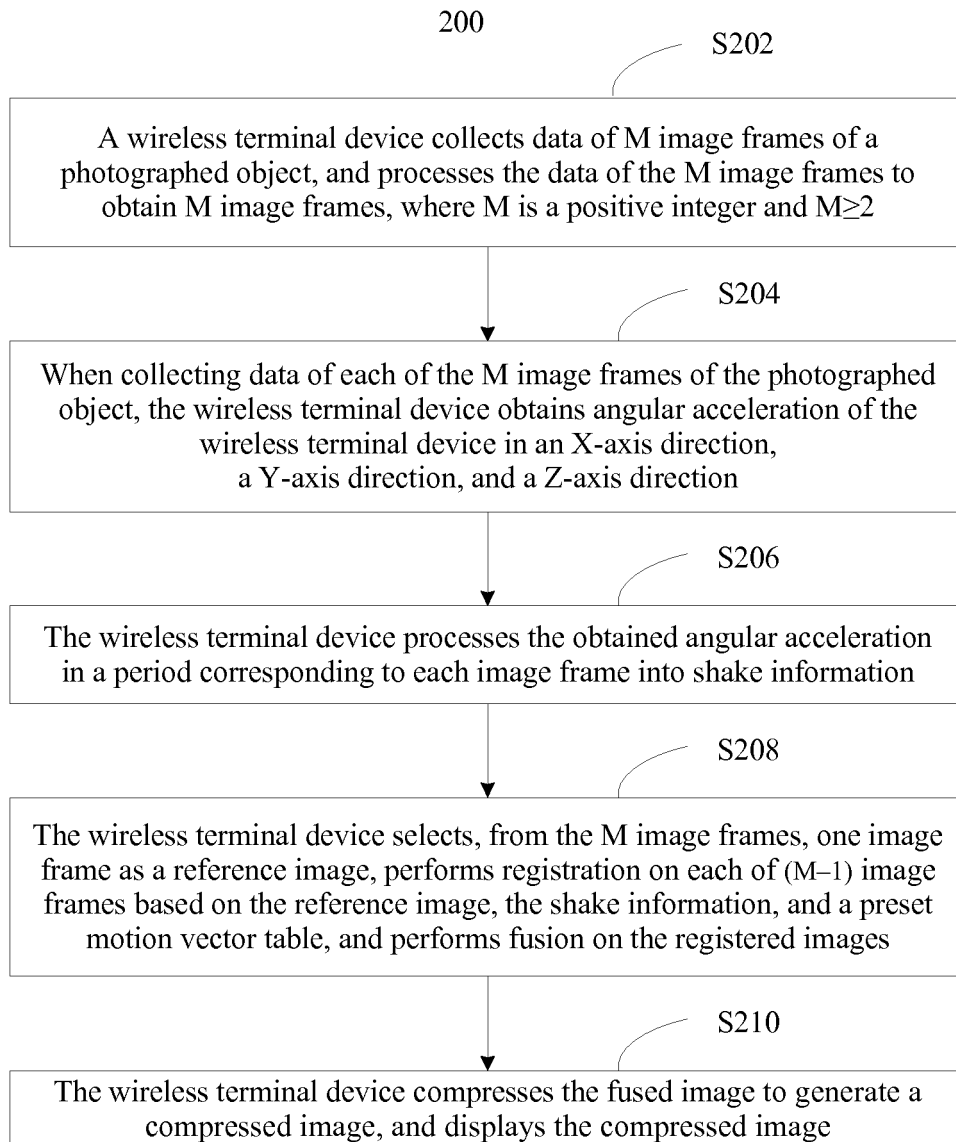 200
S202
A wireless terminal device collects data of M image frames of a
photographed object, and processes the data of the M image frames to
obtain M image frames, where M is a positive integer and M≥2
S204
When collecting data of each of the M image frames of the photographed
object, the wireless terminal device obtains angular acceleration of the
wireless terminal device in an X-axis direction,
a Y-axis direction, and a Z-axis direction
S206
The wireless terminal device processes the obtained angular acceleration
in a period corresponding to each image frame into shake information
S208
The wireless terminal device selects, from the M image frames, one image
frame as a reference image, performs registration on each of (M–1) image
frames based on the reference image, the shake information, and a preset
motion vector table, and performs fusion on the registered images
S210
The wireless terminal device compresses the fused image to generate a
compressed image, and displays the compressed image